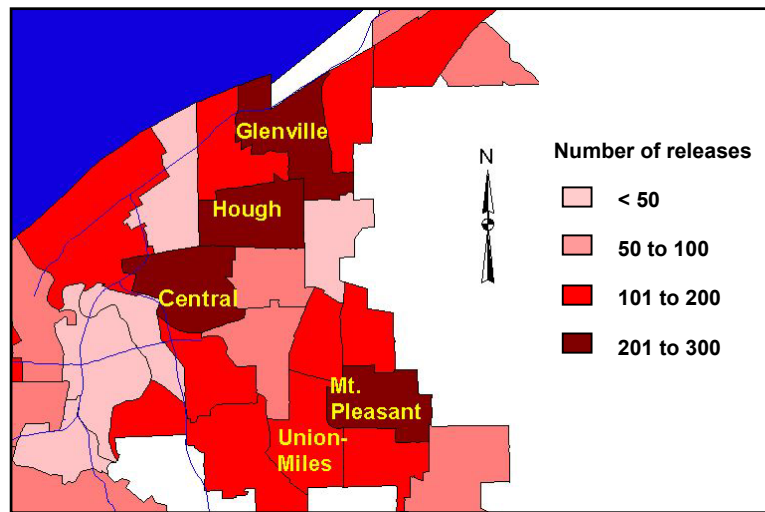 Glenville
N
Number of releases
Hough
< 50
50 to 100
Central
101 to 200
201 to 300
Mt.
Pleasant
Union-
Miles